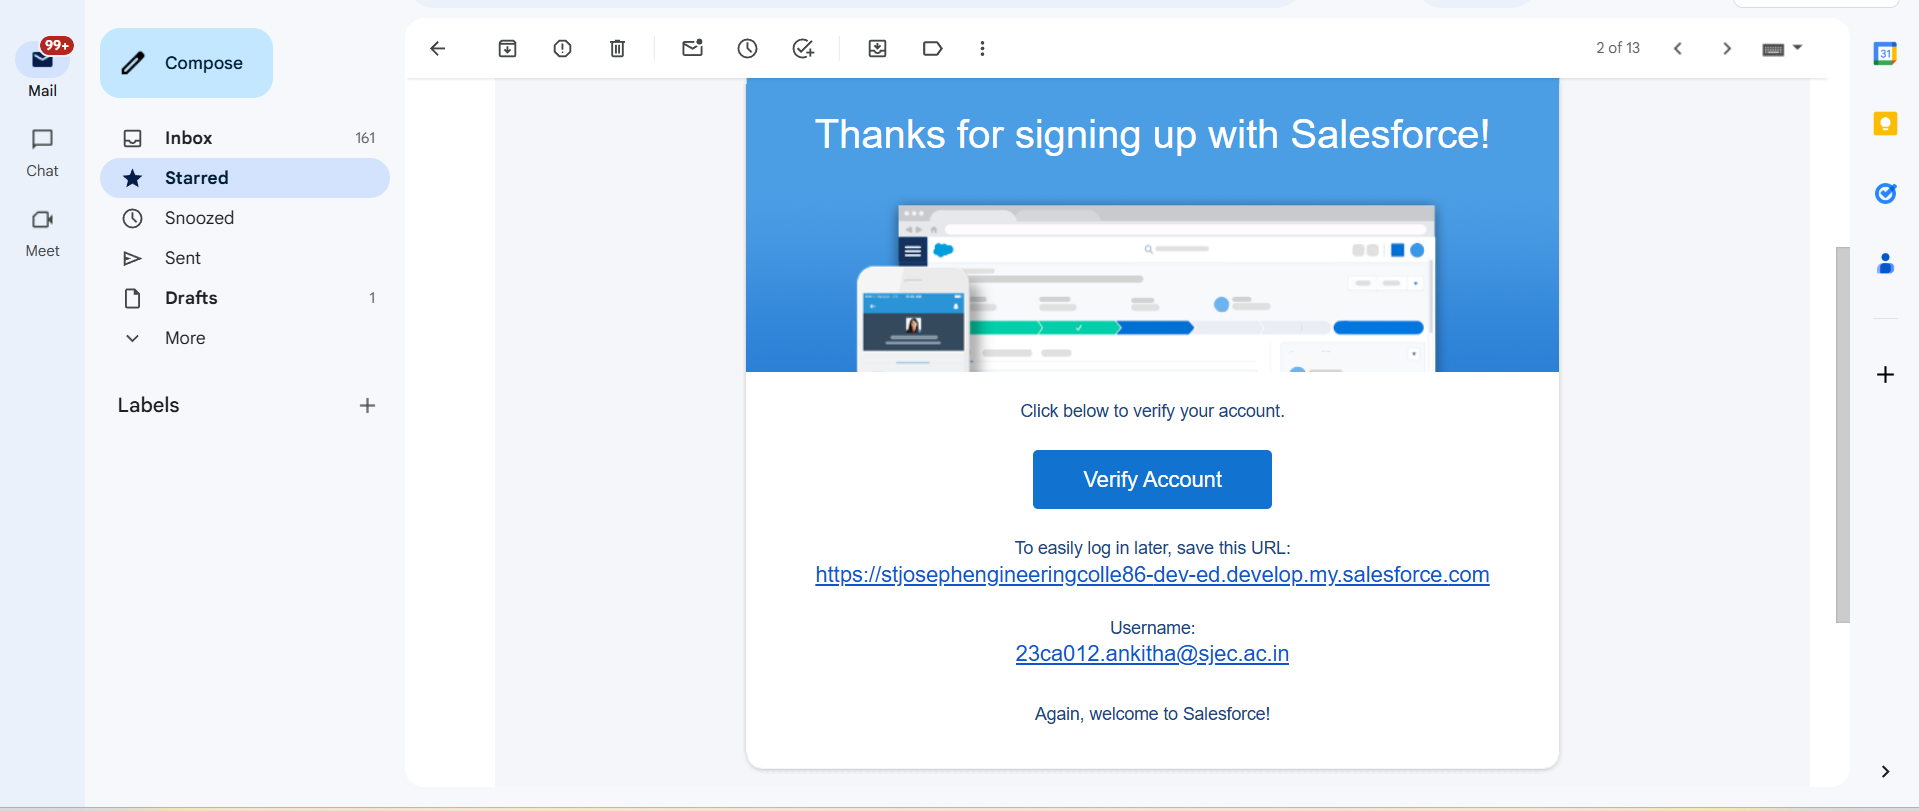 99+
Mail
Chat
Meet
Compose
Inbox 161
Starred
Snoozed
Sent
Drafts 1
More
Labels
2 of 13
31
Thanks for signing up with Salesforce!
Click below to verify your account.
Verify Account
To easily log in later, save this URL:
https://stjosephengineeringcolle86-dev-ed.develop.my.salesforce.com
Username:
23ca012.ankitha@sjec.ac.in
Again, welcome to Salesforce!